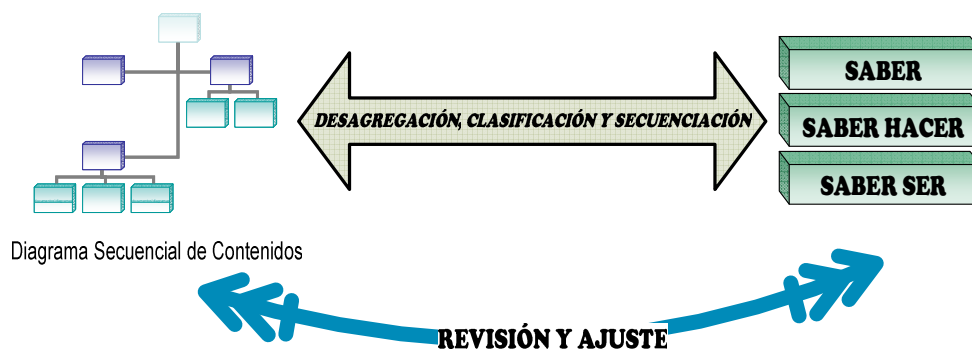 SABER
DESAGREGACIÓN, CLASIFICACIÓN Y SECUENCIACIÓN
SABER HACER
SABER SER
Diagrama Secuencial de Contenidos
REVISIÓN Y AJUSTE